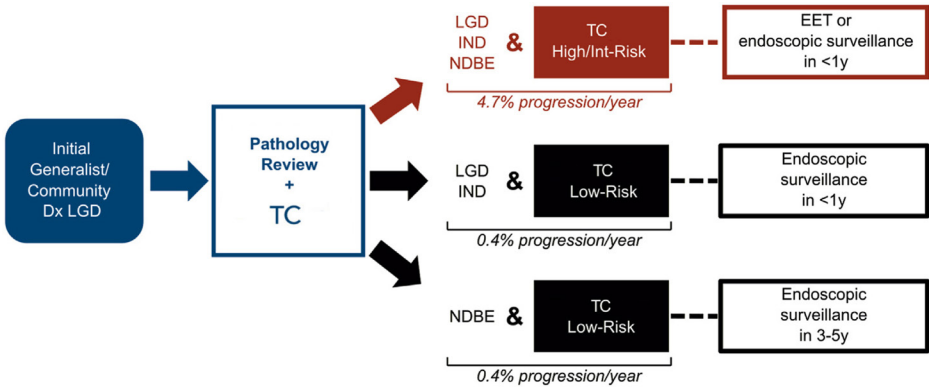 Initial
Generalist/
Community
Dx LGD
Pathology
Review
+
TC
LGD
IND
NDBE
&
TC
High/Int-Risk
4.7% progression/year
EET or
endoscopic surveillance
in <1y
LGD
IND
&
TC
Low-Risk
0.4% progression/year
Endoscopic
surveillance
in <1y
NDBE
&
TC
Low-Risk
0.4% progression/year
Endoscopic
surveillance
in 3-5y